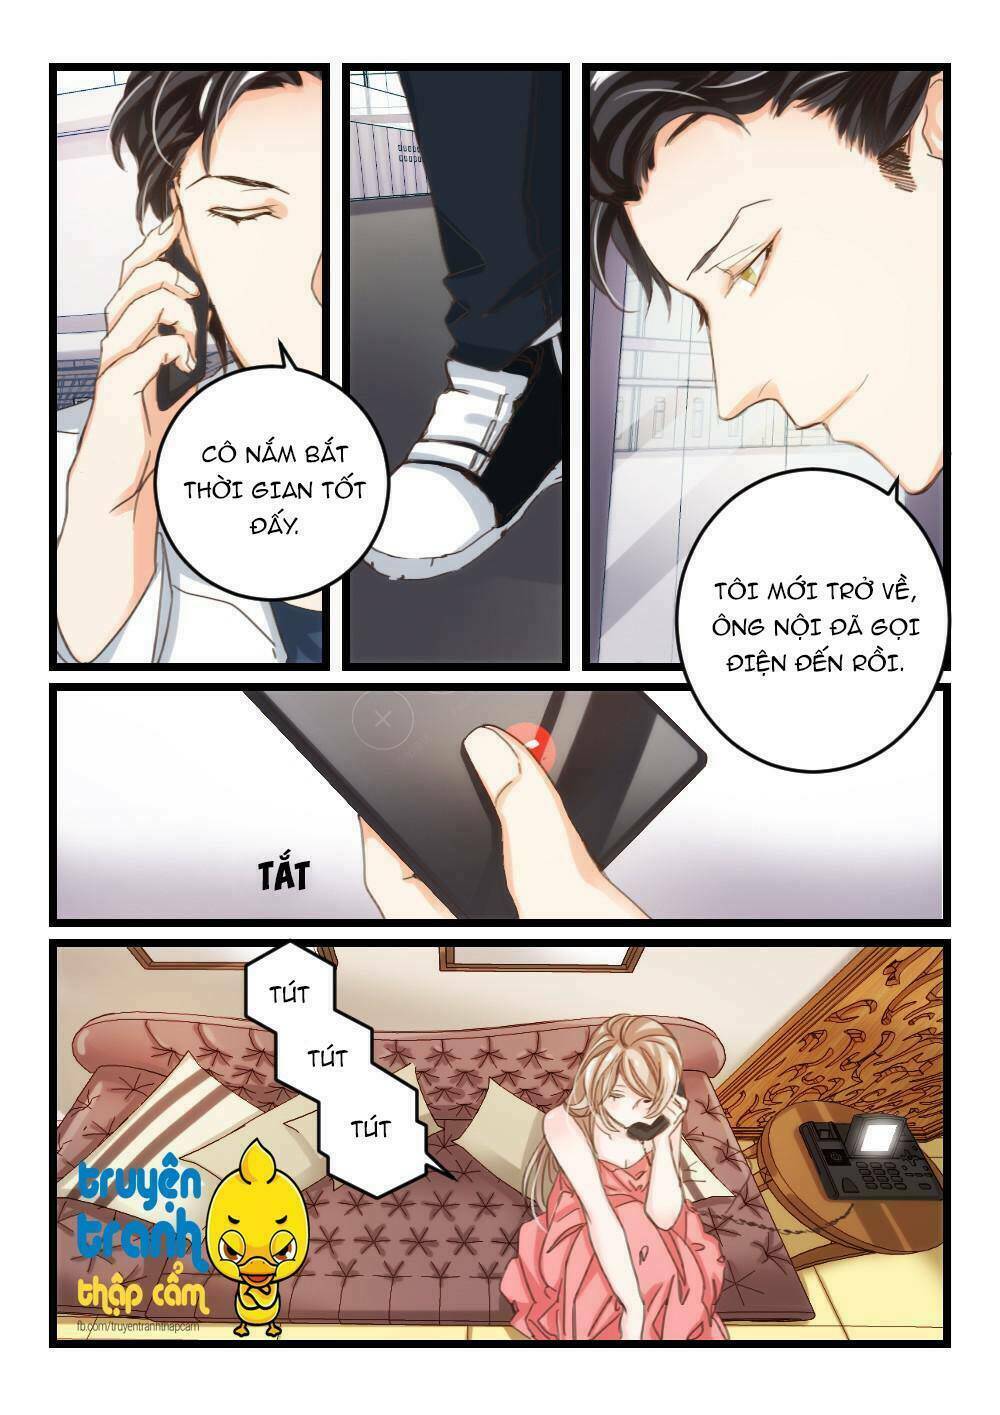 CÔ NẮM BẮT
THỜI GIAN TỐT
ĐẤY.
TÔI MỚI TRỞ VỀ,
ÔNG NỘI ĐÃ GỌI
ĐIỆN ĐẾN RỒI.
TẮT
TÚT
TÚT
TÚT
truyện
tranh
thập cẩm
fb.com/truyentranhthapcam